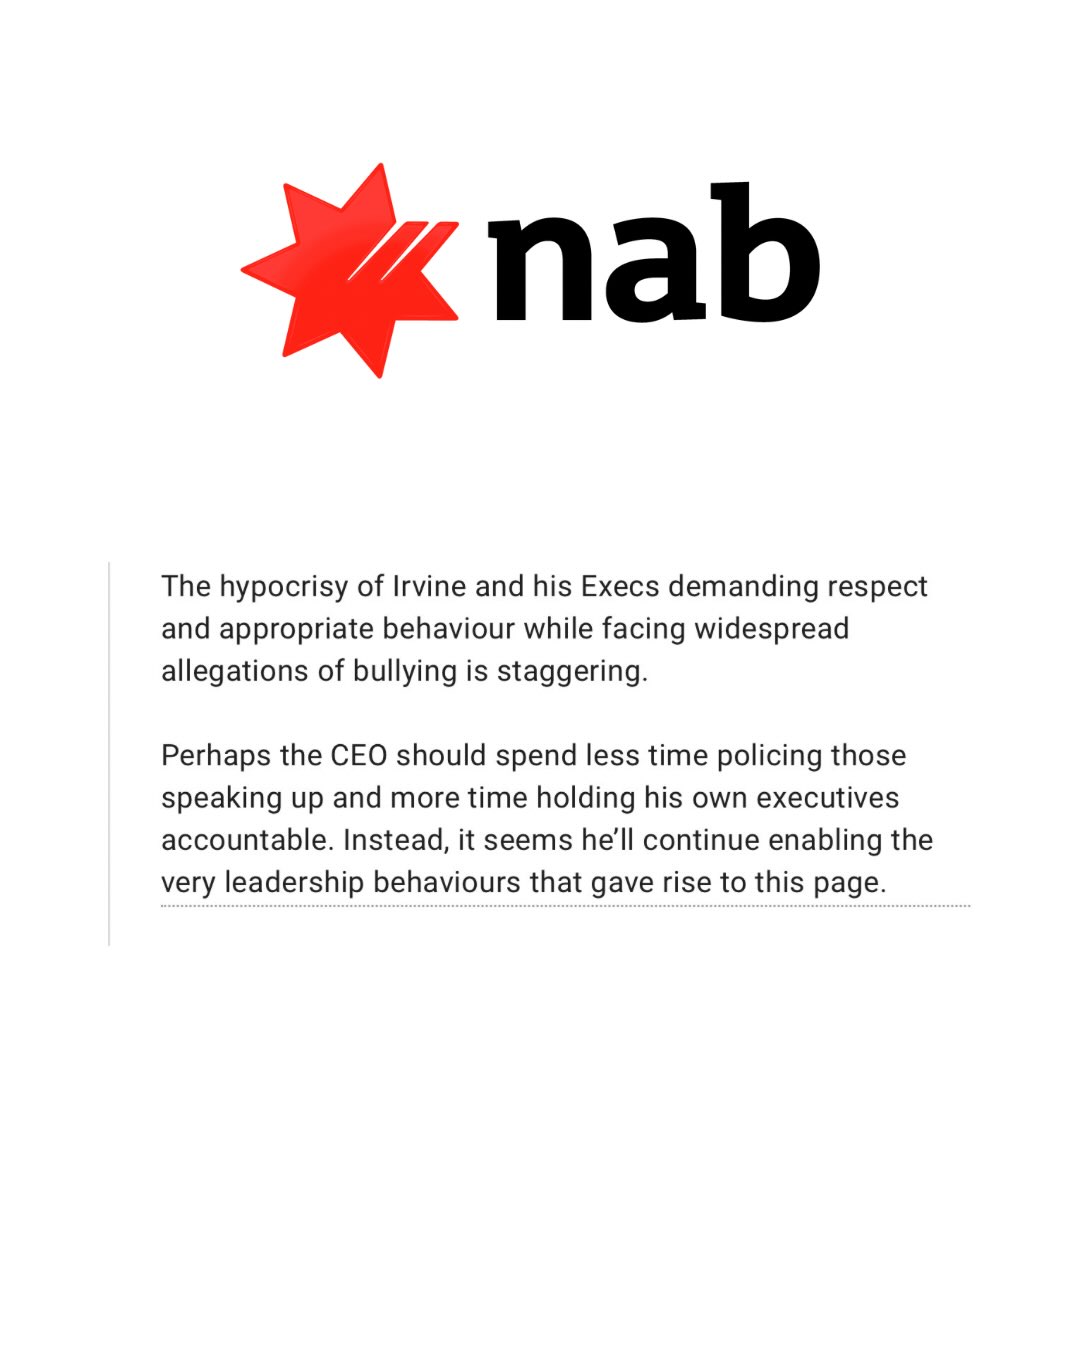 nab
The hypocrisy of Irvine and his Execs demanding respect
and appropriate behaviour while facing widespread
allegations of bullying is staggering.
Perhaps the CEO should spend less time policing those
speaking up and more time holding his own executives
accountable. Instead, it seems he’ll continue enabling the
very leadership behaviours that gave rise to this page.